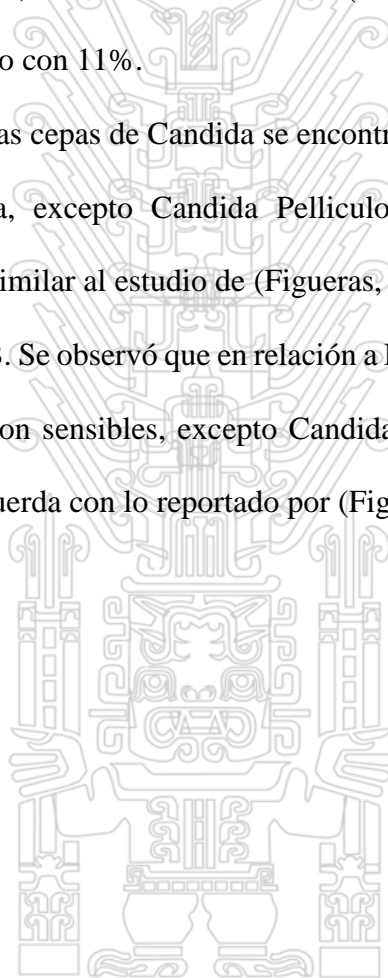 o con 11%.
as cepas de Candida se encontr
a, excepto Candida Pelliculo
imilar al estudio de (Figueras,
. Se observó que en relación a l
on sensibles, excepto Candida
uerda con lo reportado por (Fig